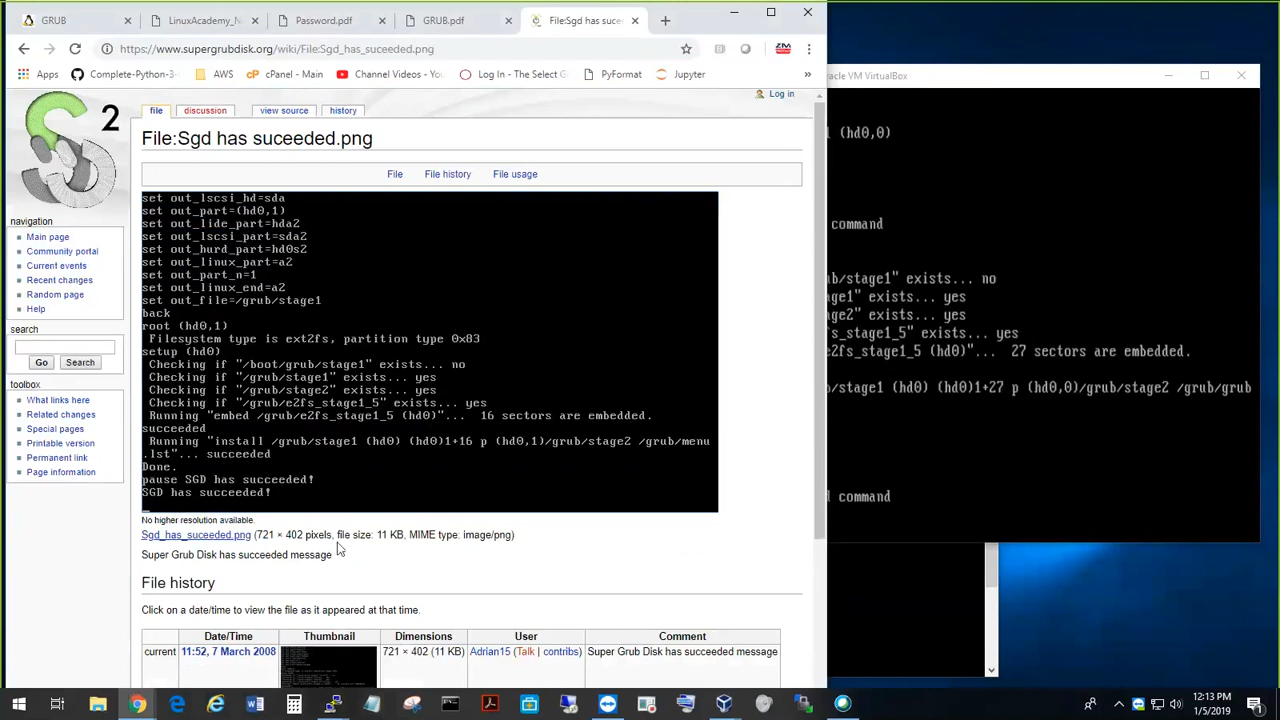 GRUB
LinuxAcademy_N
Password.pdf
GRUB.pdf
File:Sgd has succe
https://www.supergrubdisk.org/wiki/File:Sgd_has_suceeded.png
ZM
Apps
Complete-Python-3-
AWS
cPanel - Main
Channel Videos - You
Log In - The Select G
PyFormat
Jupyter
»
Log in
2
file
discussion
view source
history
File:Sgd has suceeded.png
File
File history
File usage
navigation
Main page
Community portal
Current events
Recent changes
Random page
Help
search
Go
Search
toolbox
What links here
Related changes
Special pages
Printable version
Permanent link
Page information
set out_lscsi_hd=sda
set out_part=(hd0,1)
set out_lide_part=hda2
set out_lscsi_part=sda2
set out_hurd_part=hd0s2
set out_linux_part=a2
set out_part_n=1
set out_linux_end=a2
set out_file=/grub/stage1
back
root (hd0,1)
Filesystem type is ext2fs, partition type 0x83
setup (hd0)
Checking if "/boot/grub/stage1" exists... no
Checking if "/grub/stage1" exists... yes
Checking if "/grub/stage2" exists... yes
Checking if "/grub/e2fs_stage1_5" exists... yes
Running "embed /grub/e2fs_stage1_5 (hd0)"... 16 sectors are embedded.
succeeded
Running "install /grub/stage1 (hd0) (hd0)1+16 p (hd0,1)/grub/stage2 /grub/menu
.lst"... succeeded
Done.
pause SGD has succeeded!
SGD has succeeded!
No higher resolution available.
Sgd_has_suceeded.png (721 × 402 pixels, file size: 11 KB, MIME type: image/png)
Super Grub Disk has succeeded message
File history
Click on a date/time to view the file as it appeared at that time.
Date/Time Thumbnail Dimensions User Comment
current 11:52, 7 March 2008 721 × 402 (11 KB) Adrian15 (Talk | contribs) Super Grub Disk has succeeded message
racle VM VirtualBox
(hd0,0)
command
b/stage1" exists... no
ge1" exists... yes
ge2" exists... yes
fs_stage1_5" exists... yes
e2fs_stage1_5 (hd0)"... 27 sectors are embedded.
b/stage1 (hd0) (hd0)1+27 p (hd0,0)/grub/stage2 /grub/grub
command
12:13 PM
1/5/2019